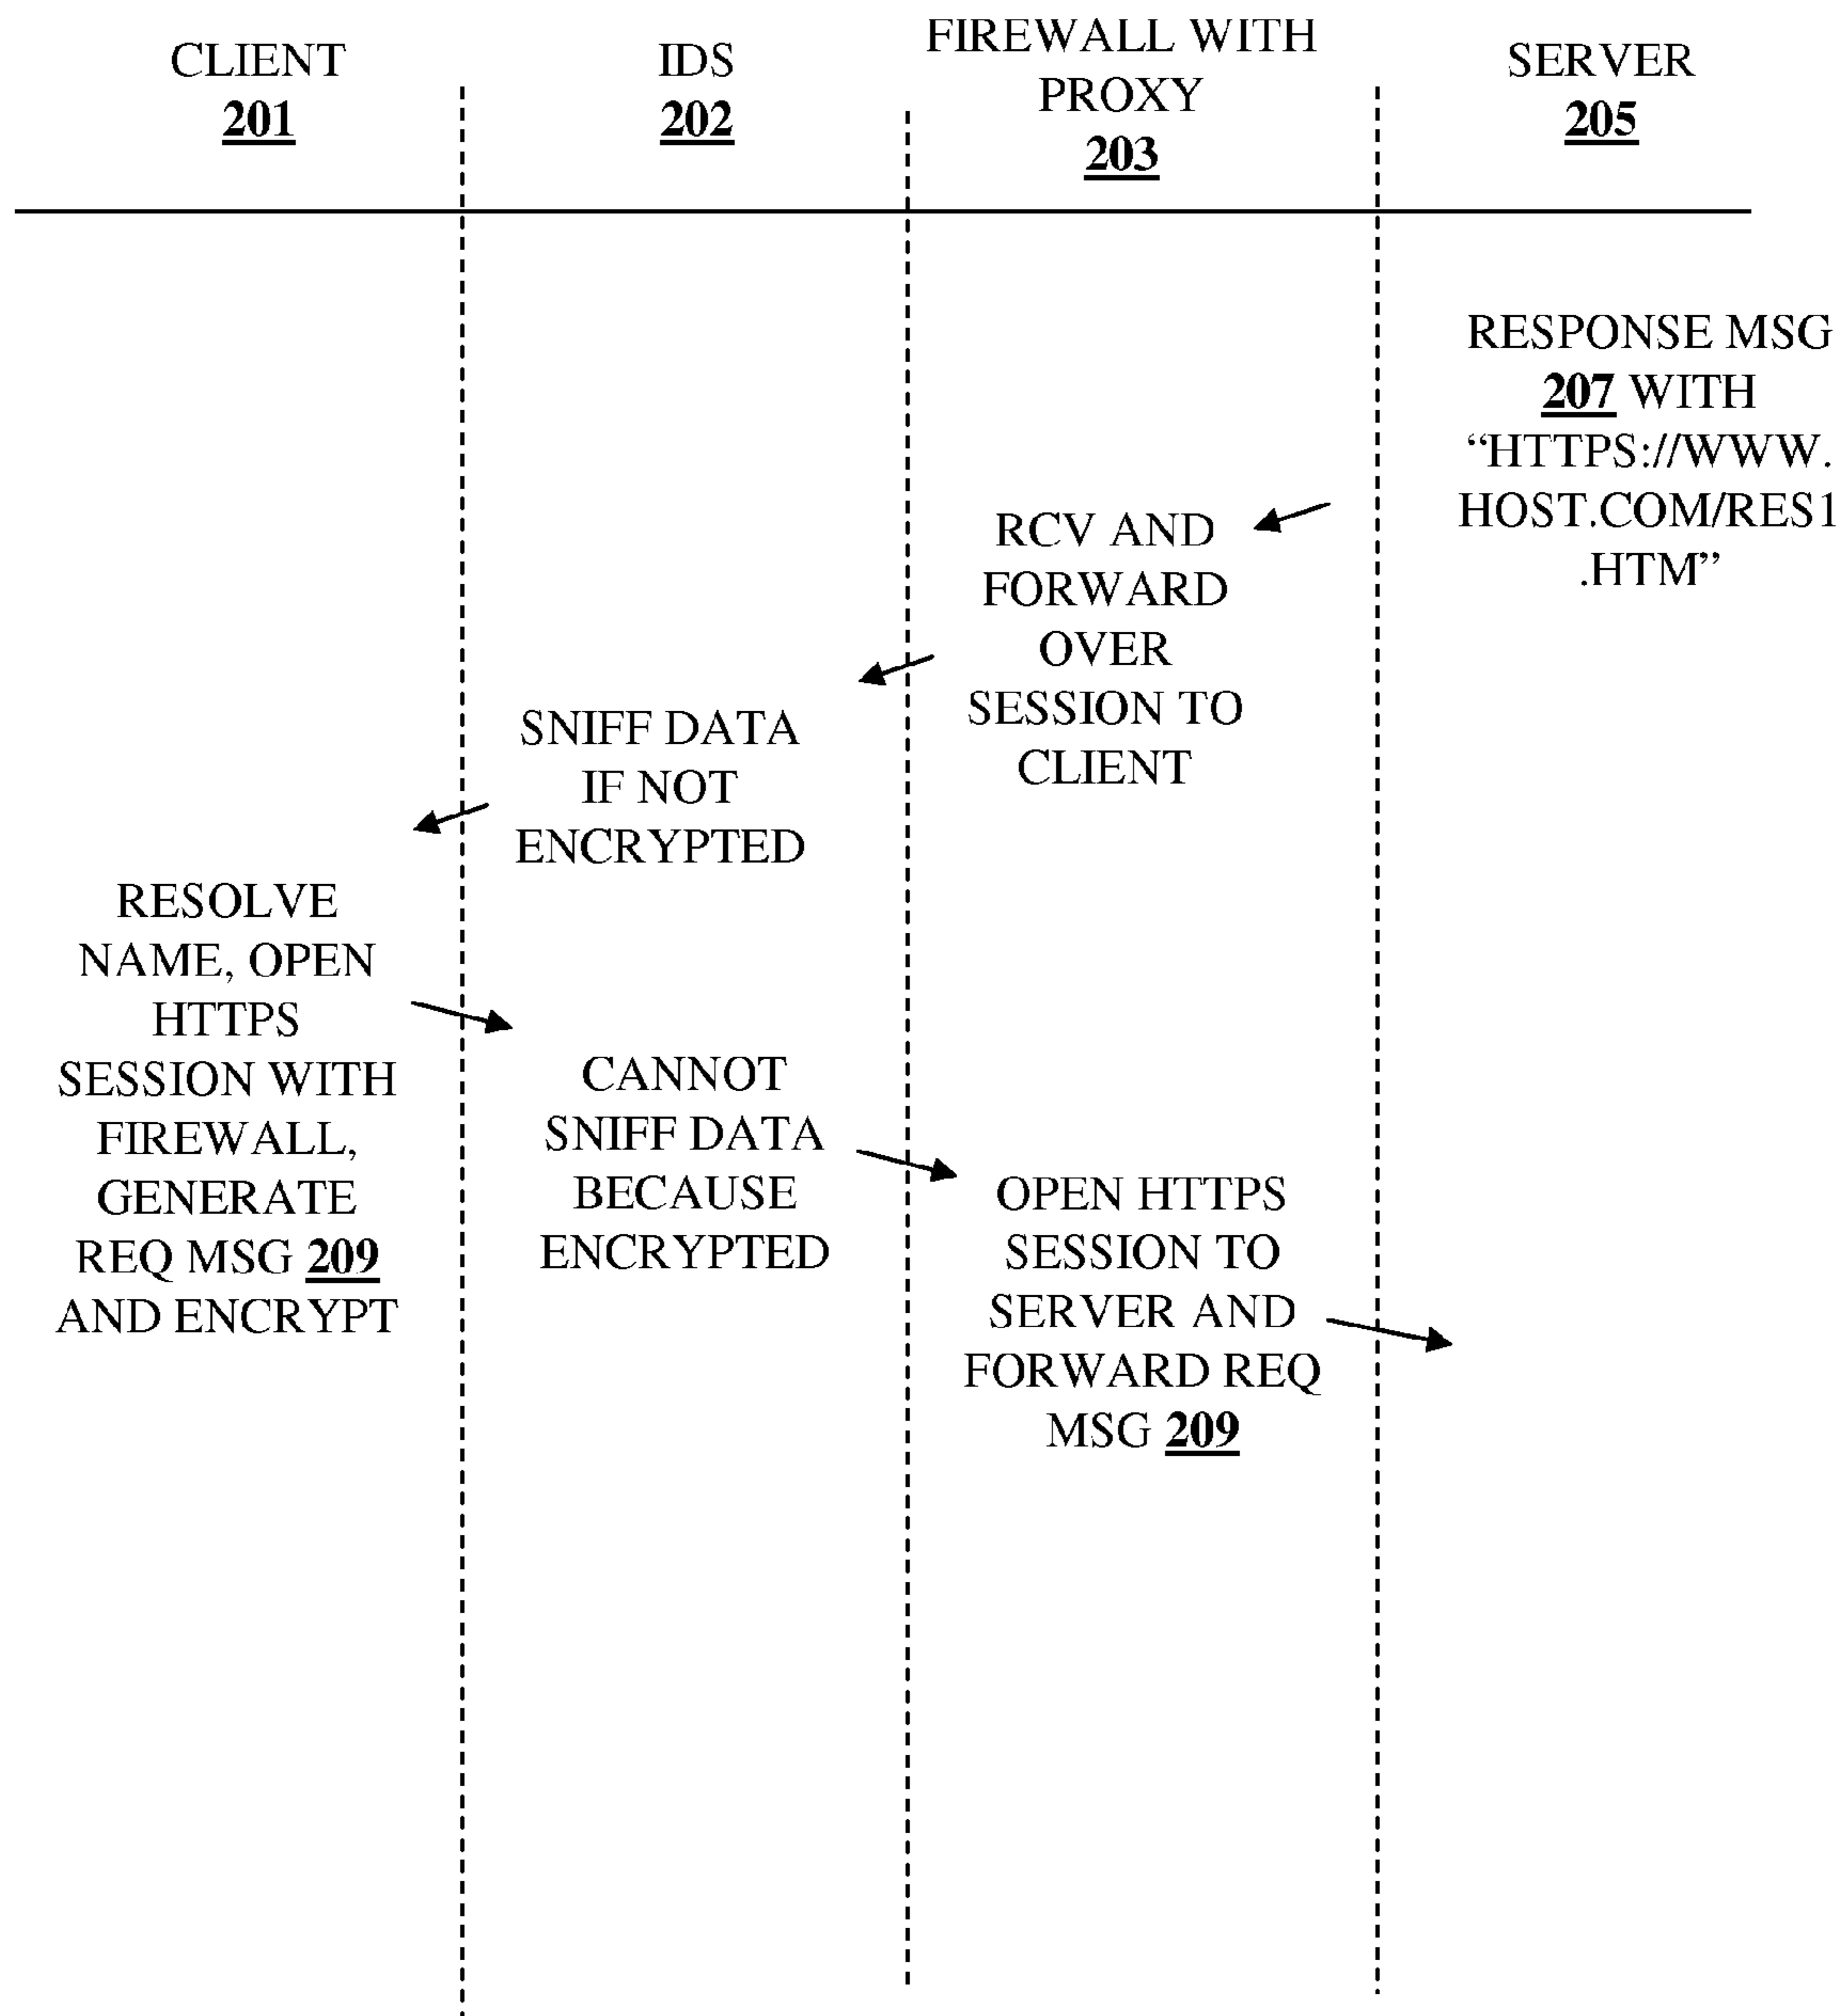 CLIENT
201
IDS
202
FIREWALL WITH
PROXY
203
SERVER
205
RESPONSE MSG
207 WITH
“HTTPS://WWW.
HOST.COM/RES1
.HTM”
RCV AND
FORWARD
OVER
SESSION TO
CLIENT
SNIFF DATA
IF NOT
ENCRYPTED
RESOLVE
NAME, OPEN
HTTPS
SESSION WITH
FIREWALL,
GENERATE
REQ MSG 209
AND ENCRYPT
CANNOT
SNIFF DATA
BECAUSE
ENCRYPTED
OPEN HTTPS
SESSION TO
SERVER AND
FORWARD REQ
MSG 209